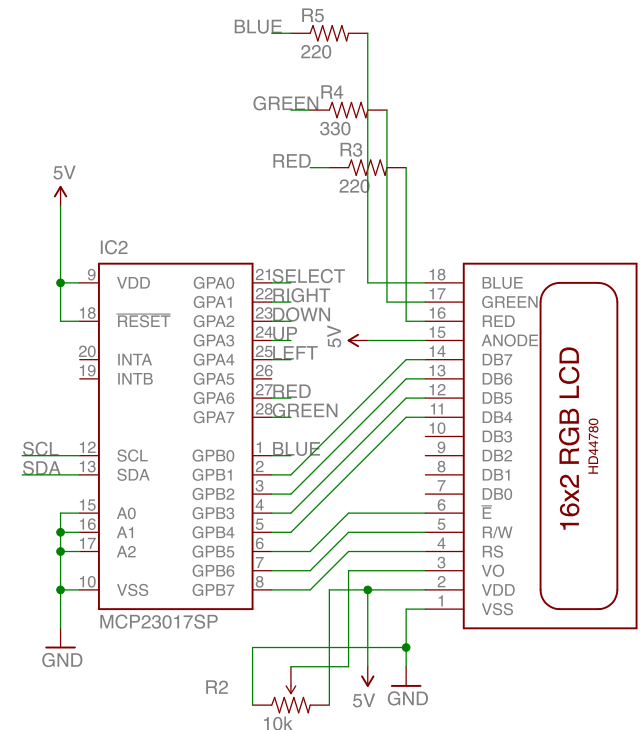 BLUE
R5
220
GREEN
R4
330
RED
R3
220
5V
IC2
9 VDD
18 RESET
20 INTA
19 INTB
12 SCL
13 SDA
15 A0
16 A1
17 A2
10 VSS
SCL
SDA
GND
GPA0 21 SELECT
GPA1 22 RIGHT
GPA2 23 DOWN
GPA3 24 UP
GPA4 25 LEFT
GPA5 26
GPA6 27 RED
GPA7 28 GREEN
GPB0 1 BLUE
GPB1 2
GPB2 3
GPB3 4
GPB4 5
GPB5 6
GPB6 7
GPB7 8
MCP23017SP
5V
18 BLUE
17 GREEN
16 RED
15 ANODE
14 DB7
13 DB6
12 DB5
11 DB4
10 DB3
9 DB2
8 DB1
7 DB0
6 E
5 R/W
4 RS
3 VO
2 VDD
1 VSS
16x2 RGB LCD
HD44780
R2
10k
5V
GND